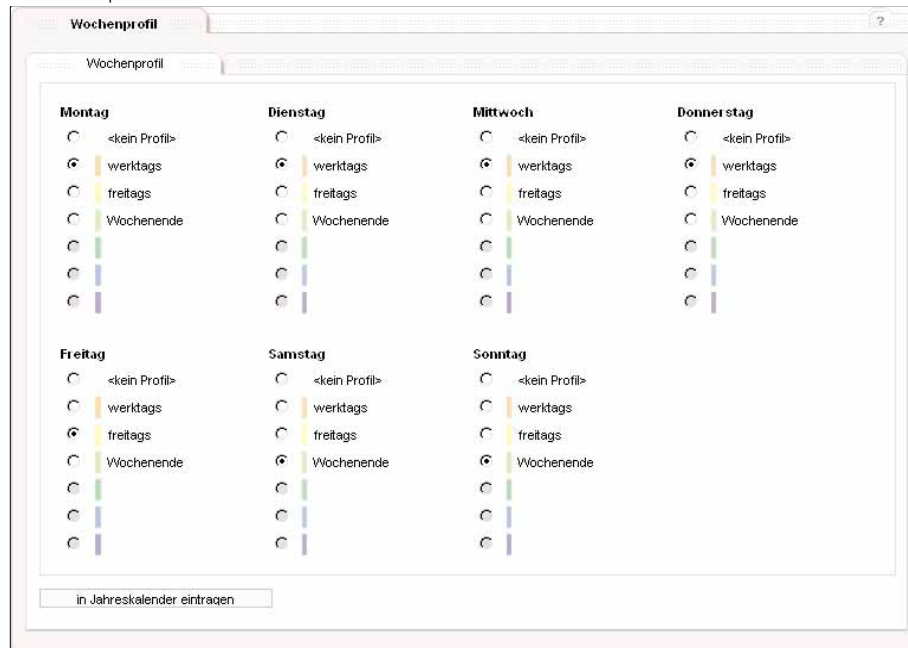 Wochenprofil
?
Wochenprofil
Montag Dienstag Mittwoch Donnerstag
<kein Profil> <kein Profil> <kein Profil> <kein Profil>
werktags werktags werktags werktags
freitags freitags freitags freitags
Wochenende Wochenende Wochenende Wochenende
Freitag Samstag Sonntag
<kein Profil> <kein Profil> <kein Profil>
werktags werktags werktags
freitags freitags freitags
Wochenende Wochenende Wochenende
in Jahreskalender eintragen